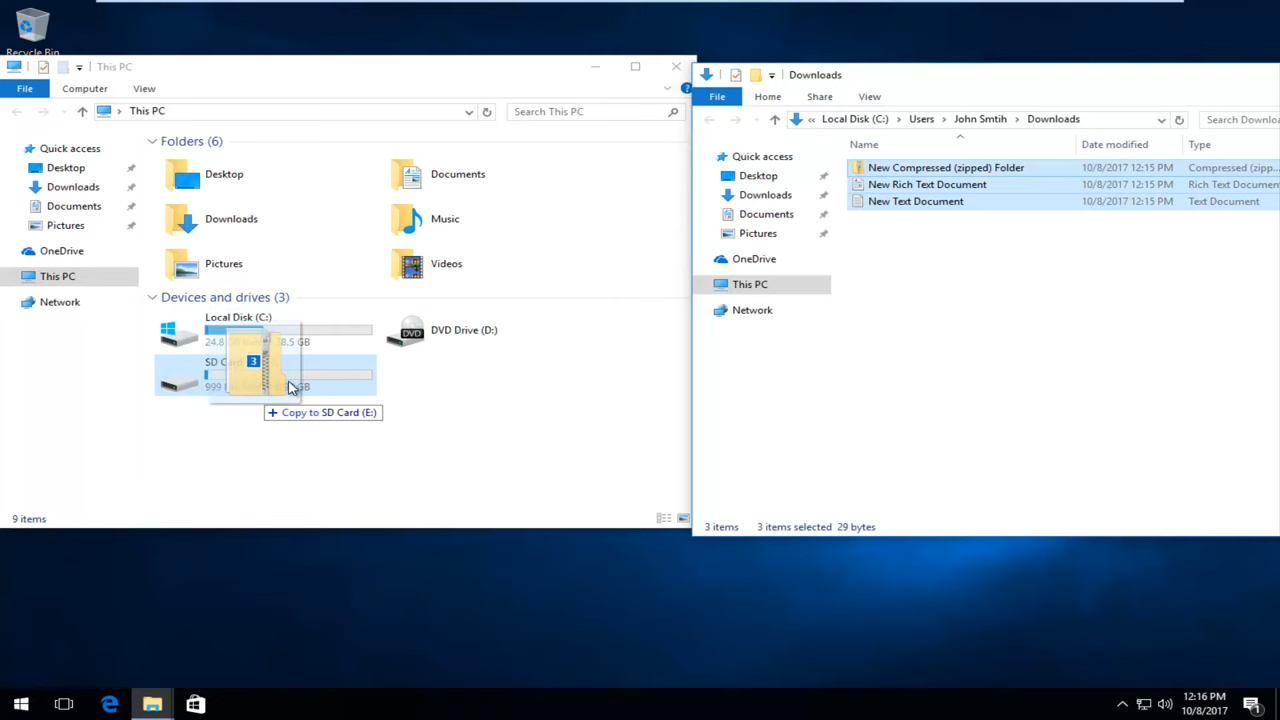 Recycle Bin
This PC
File Computer View
This PC Search This PC
Quick access
Desktop
Downloads
Documents
Pictures
OneDrive
This PC
Network
Folders (6)
Desktop Documents
Downloads Music
Pictures Videos
Devices and drives (3)
Local Disk (C:)
DVD DVD Drive (D:)
3
+ Copy to SD Card (E:)
9 items
Downloads
File Home Share View
« Local Disk (C:) Users John Smtih Downloads
Name Date modified Type
Quick access
Desktop
Downloads
Documents
Pictures
OneDrive
This PC
Network
New Compressed (zipped) Folder 10/8/2017 12:15 PM Compressed (zipp...
New Rich Text Document 10/8/2017 12:15 PM Rich Text Document
New Text Document 10/8/2017 12:15 PM Text Document
3 items 3 items selected 29 bytes
12:16 PM
10/8/2017
1